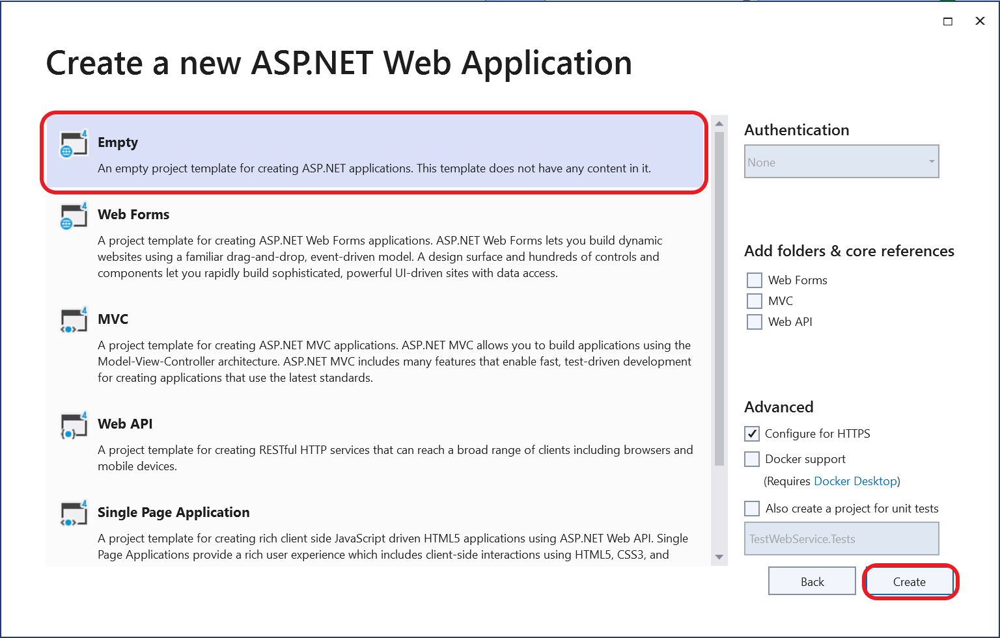 Create a new ASP.NET Web Application
Empty
An empty project template for creating ASP.NET applications. This template does not have any content in it.
Web Forms
A project template for creating ASP.NET Web Forms applications. ASP.NET Web Forms lets you build dynamic
websites using a familiar drag-and-drop, event-driven model. A design surface and hundreds of controls and
components let you rapidly build sophisticated, powerful UI-driven sites with data access.
MVC
A project template for creating ASP.NET MVC applications. ASP.NET MVC allows you to build applications using the
Model-View-Controller architecture. ASP.NET MVC includes many features that enable fast, test-driven development
for creating applications that use the latest standards.
Web API
A project template for creating RESTful HTTP services that can reach a broad range of clients including browsers and
mobile devices.
Single Page Application
A project template for creating rich client side JavaScript driven HTML5 applications using ASP.NET Web API. Single
Page Applications provide a rich user experience which includes client-side interactions using HTML5, CSS3, and
Authentication
None
Add folders & core references
Web Forms
MVC
Web API
Advanced
Configure for HTTPS
Docker support
(Requires Docker Desktop)
Also create a project for unit tests
TestWebService.Tests
Back
Create